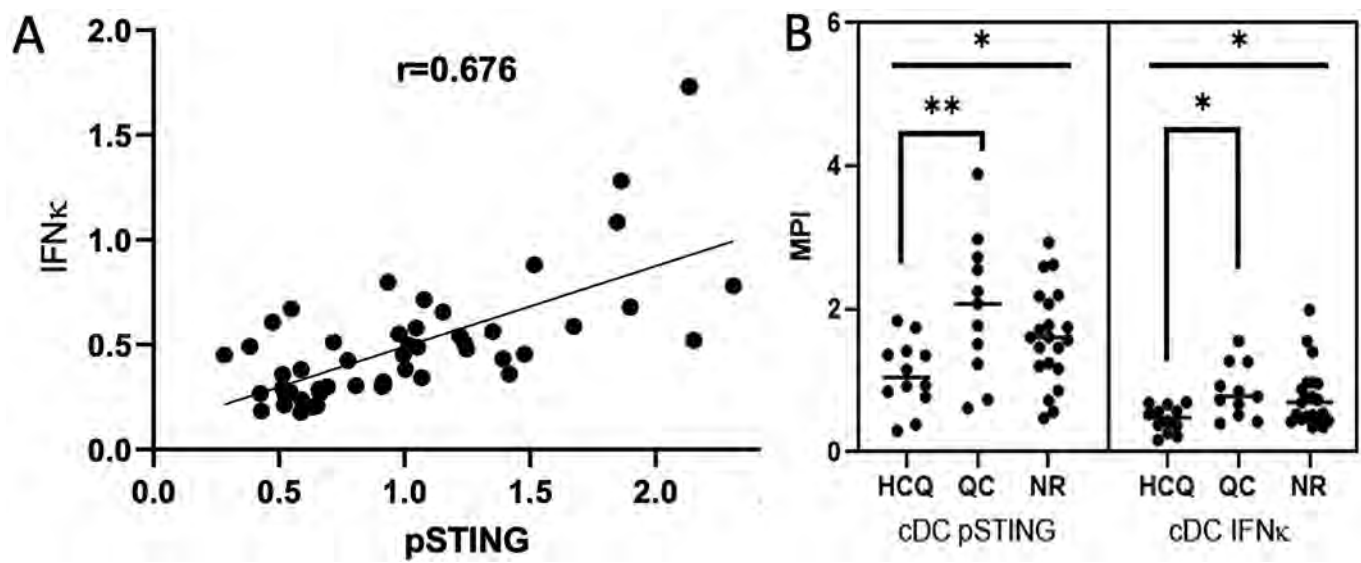 A
r=0.676
IFNκ
2.0
1.5
1.0
0.5
0.0
0.0 0.5 1.0 1.5 2.0
pSTING
B
MPI
6
4
2
0
* *
** *
HCQ QC NR HCQ QC NR
cDC pSTING cDC IFNκ